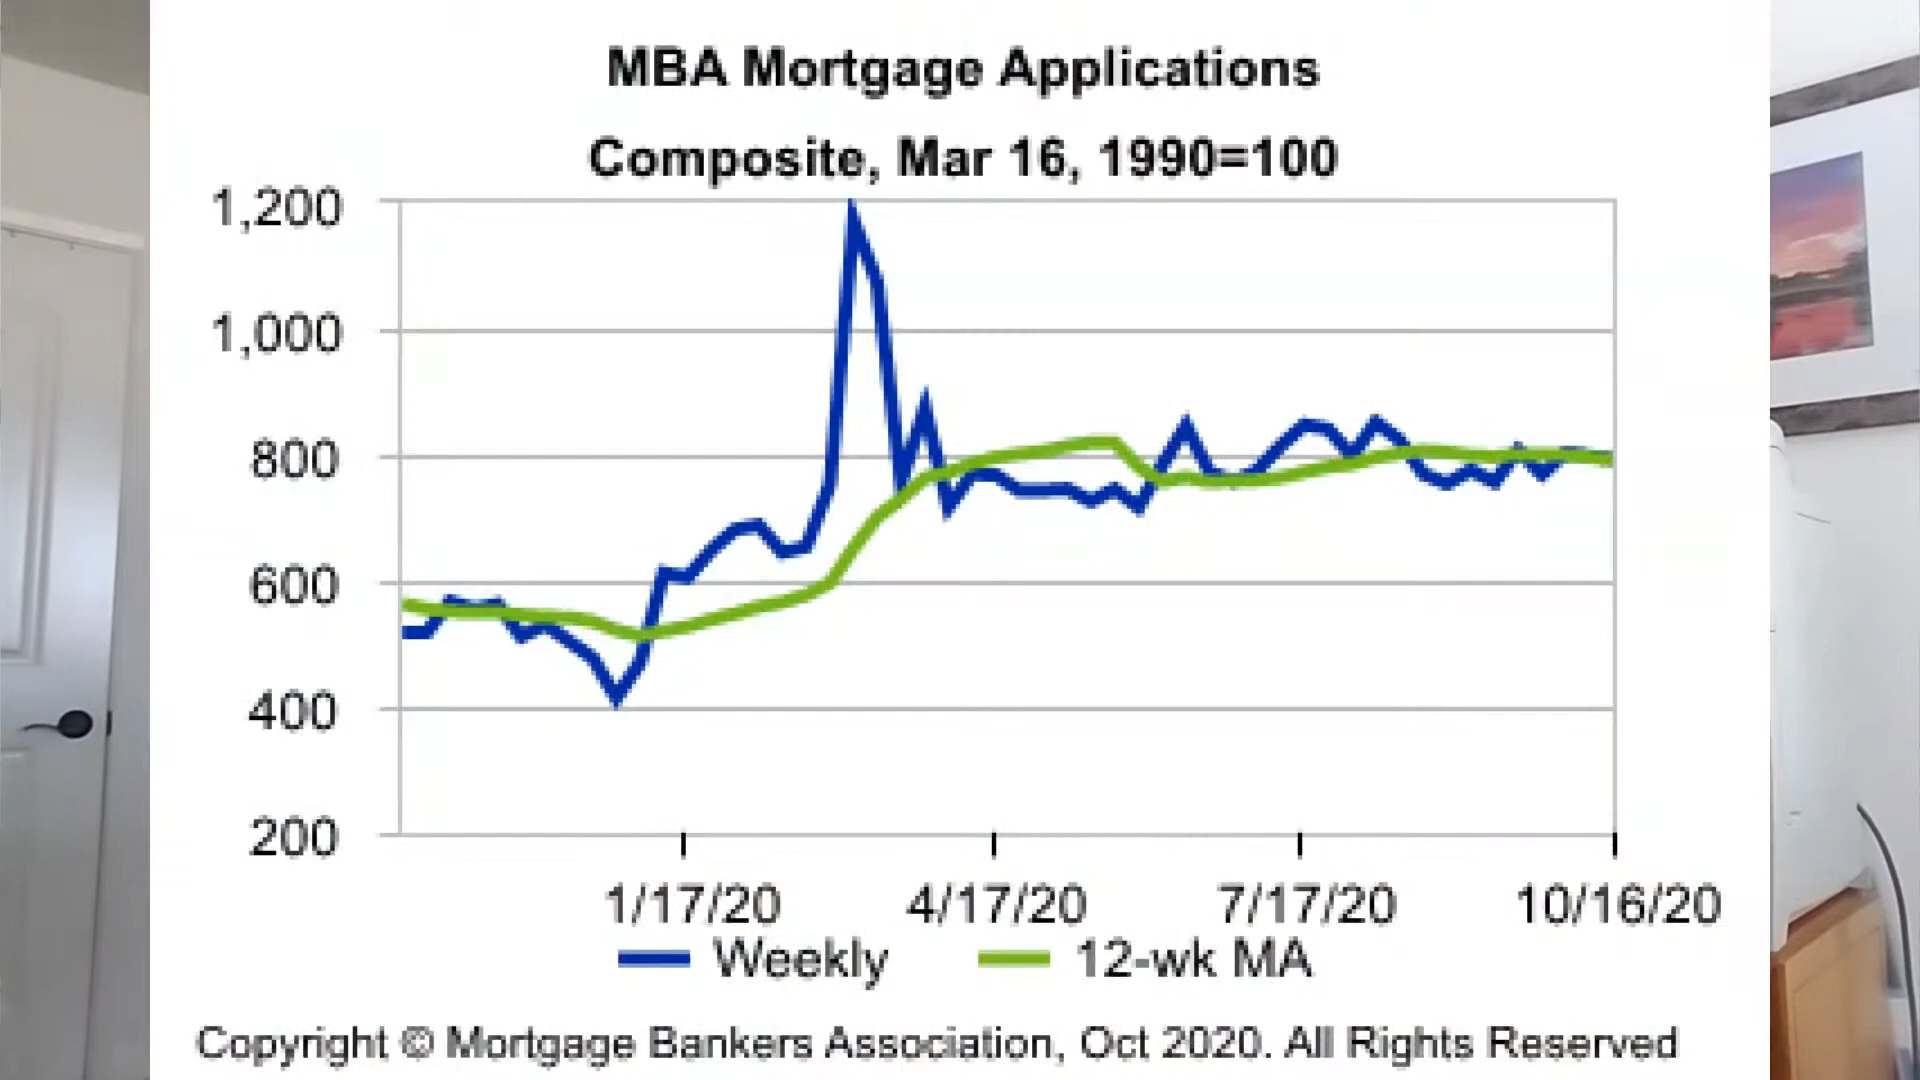 MBA Mortgage Applications
Composite, Mar 16, 1990=100
1,200
1,000
800
600
400
200
1/17/20 4/17/20 7/17/20 10/16/20
Weekly 12-wk MA
Copyright © Mortgage Bankers Association, Oct 2020. All Rights Reserved